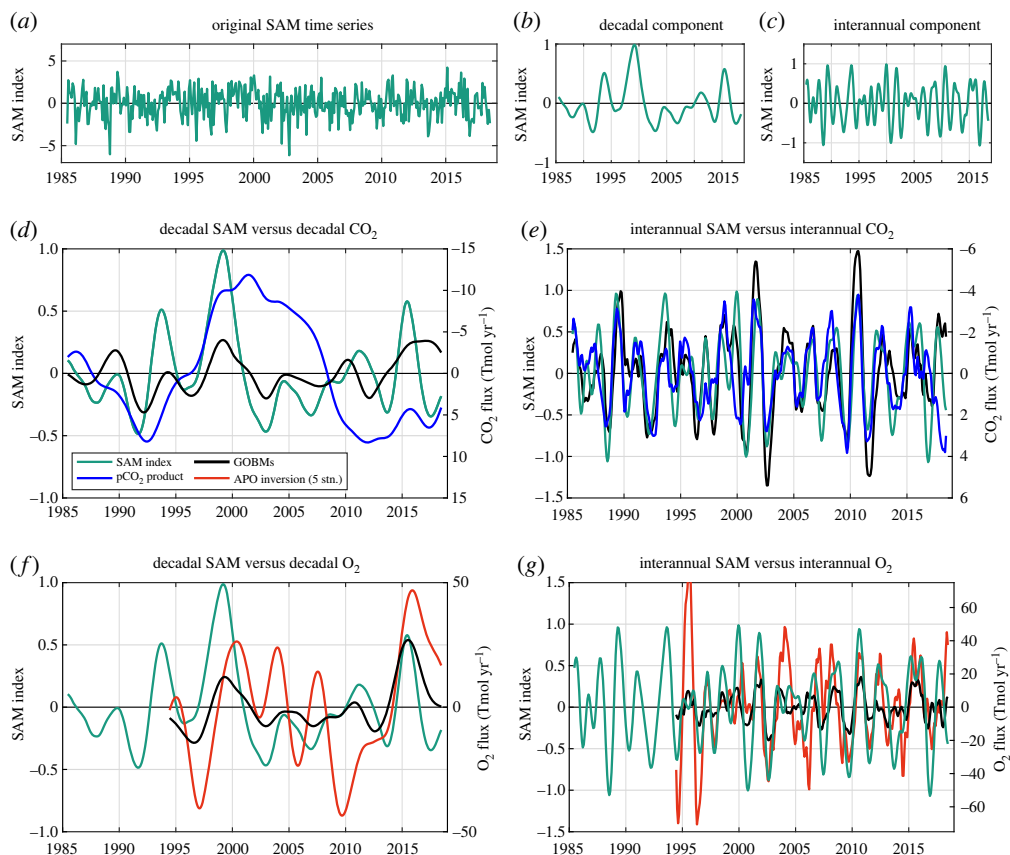 (a) original SAM time series
SAM index
5
0
−5
1985 1990 1995 2000 2005 2010 2015
(b) decadal component
SAM index
1
0
−1
1985 1995 2005 2015
(c) interannual component
SAM index
1
0
−1
1985 1995 2005 2015
(d) decadal SAM versus decadal CO₂
SAM index
1.0
0.5
0
−0.5
−1.0
−15
−10
−5
0
5
10
15
CO₂ flux (Tmol yr⁻¹)
SAM index
pCO₂ product
GOBMs
APO inversion (5 stn.)
1985 1990 1995 2000 2005 2010 2015
(e) interannual SAM versus interannual CO₂
SAM index
1.5
1.0
0.5
0
−0.5
−1.0
−1.5
−6
−4
−2
0
2
4
6
CO₂ flux (Tmol yr⁻¹)
1985 1990 1995 2000 2005 2010 2015
(f) decadal SAM versus decadal O₂
SAM index
1.0
0.5
0
−0.5
−1.0
50
0
−50
O₂ flux (Tmol yr⁻¹)
1985 1990 1995 2000 2005 2010 2015
(g) interannual SAM versus interannual O₂
SAM index
1.5
1.0
0.5
0
−0.5
−1.0
−1.5
60
40
20
0
−20
−40
−60
O₂ flux (Tmol yr⁻¹)
1985 1990 1995 2000 2005 2010 2015